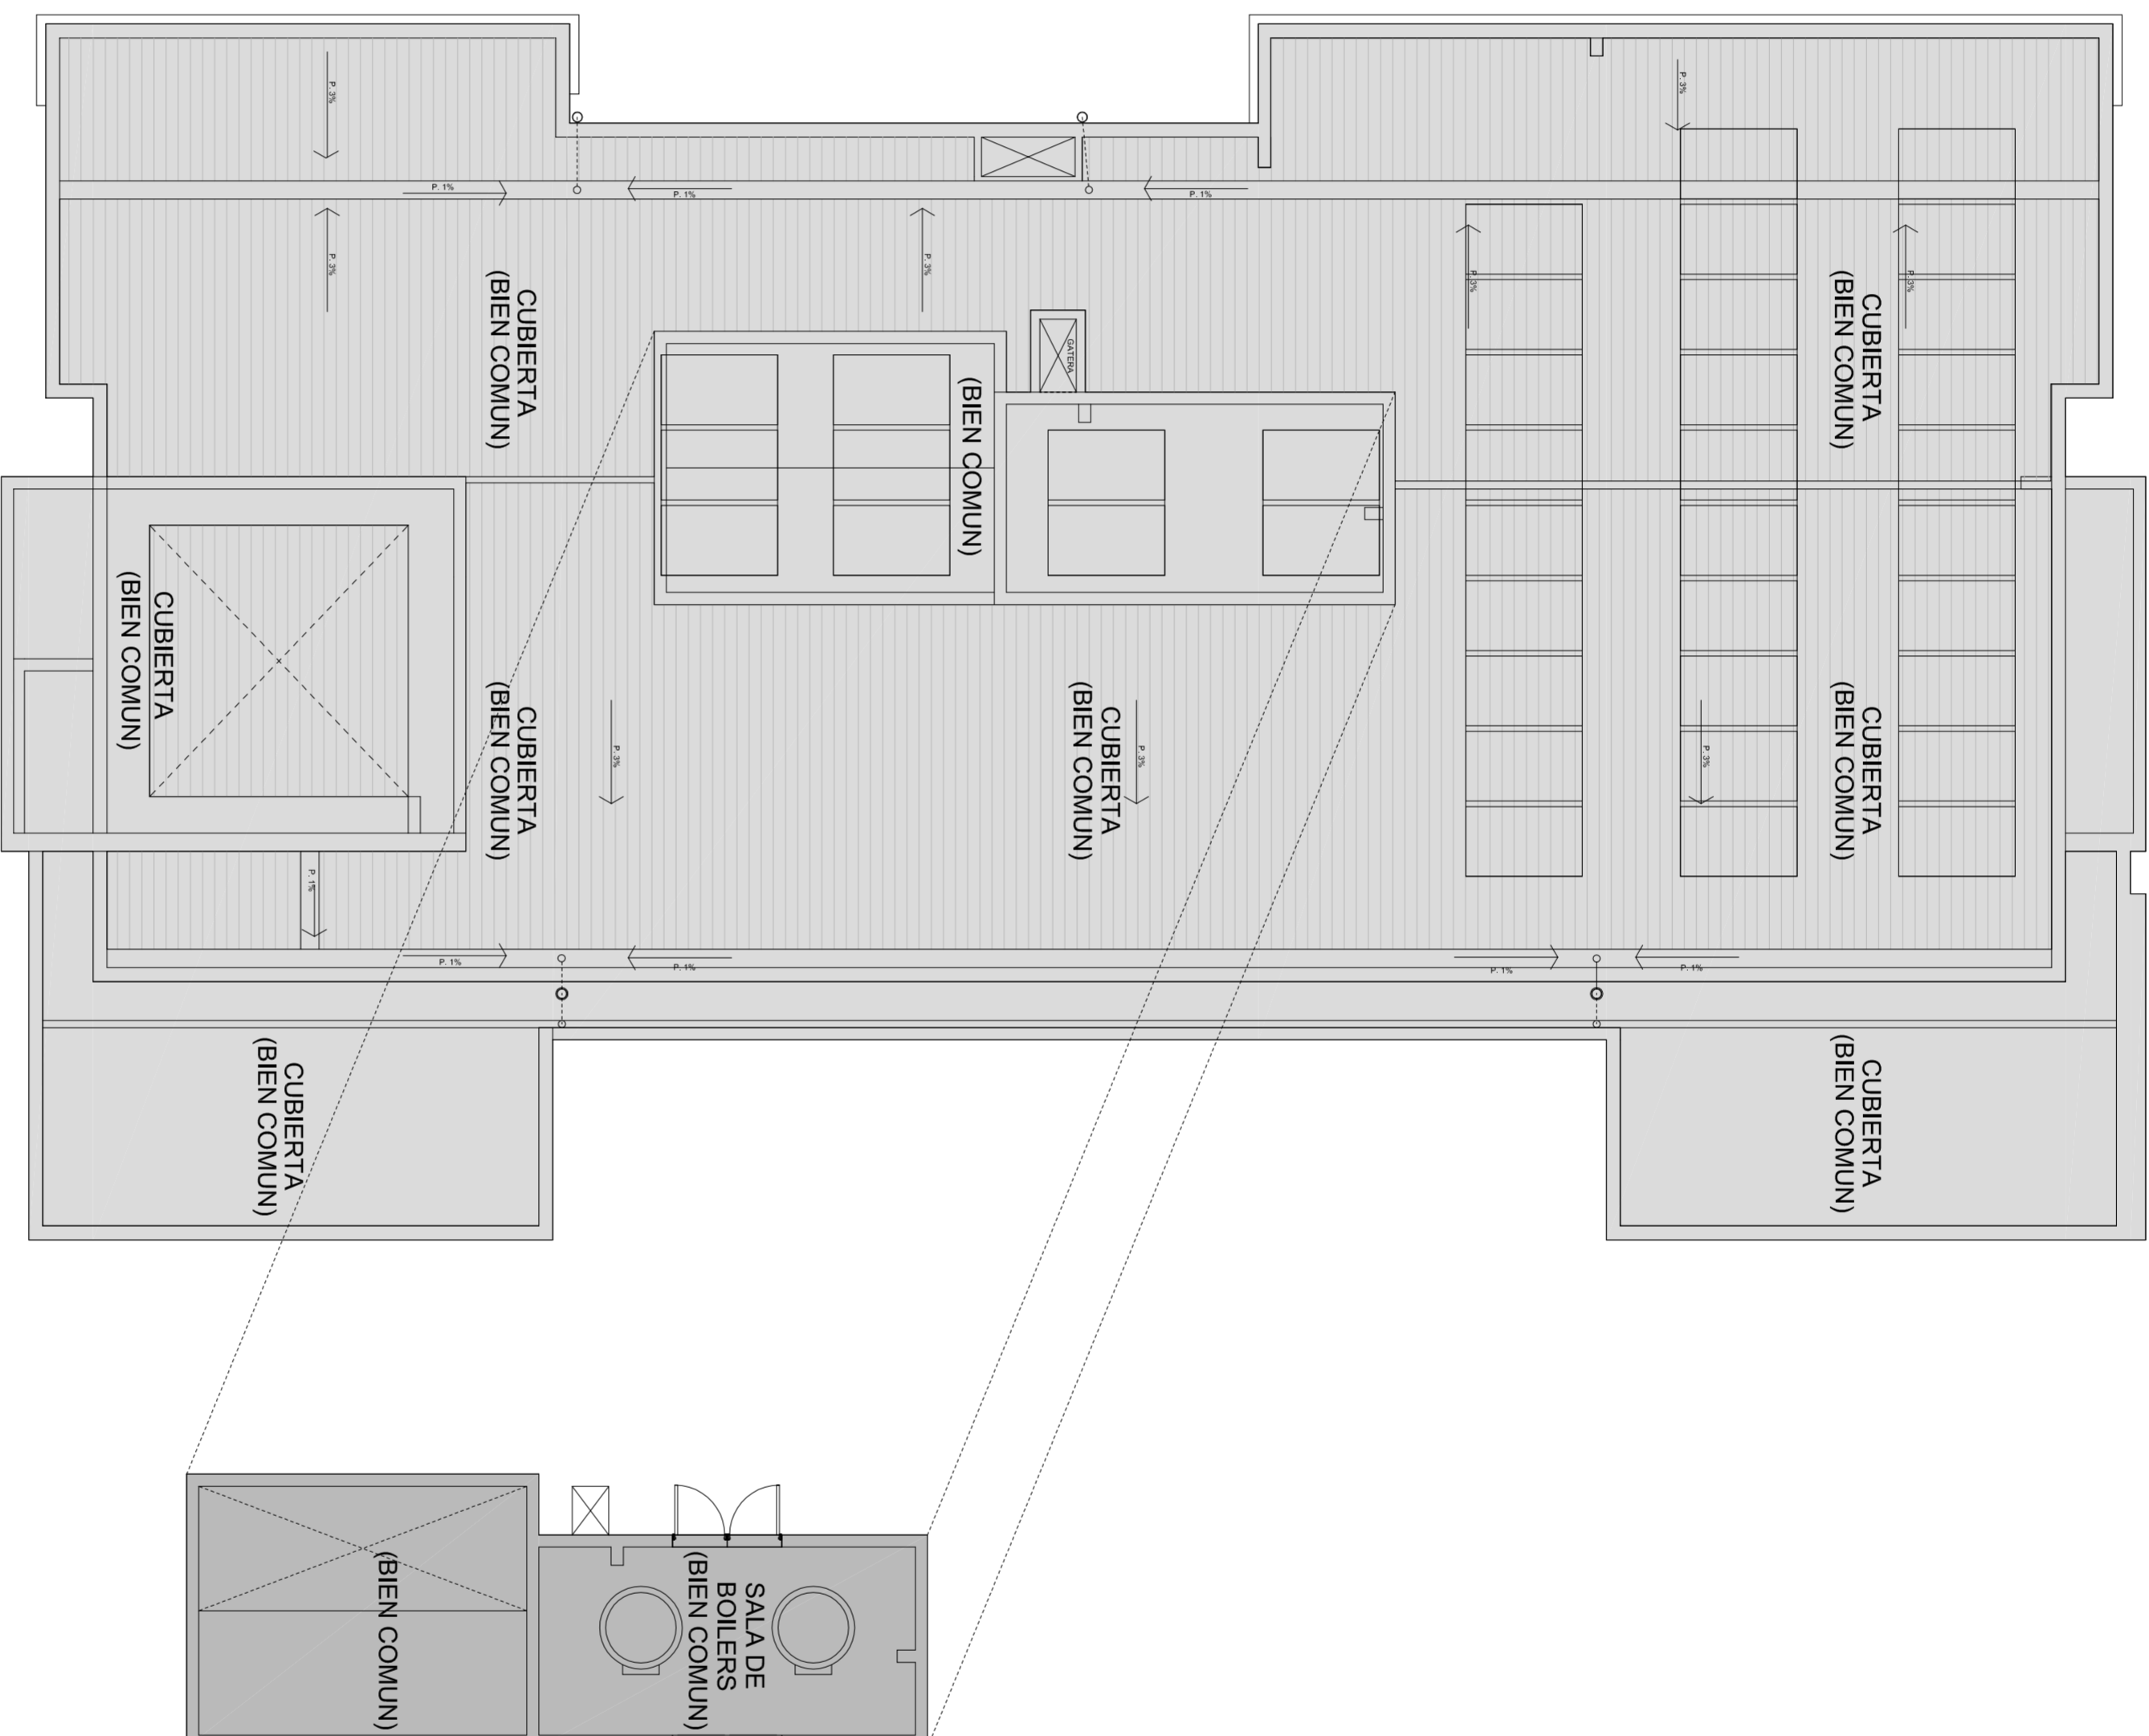 P. 3%
P. 3%
P. 1%
P. 1%
P. 1%
P. 3%
P. 3%
P. 3%
P. 3%
CUBIERTA
(BIEN COMUN)
(BIEN COMUN)
GATERA
CUBIERTA
(BIEN COMUN)
CUBIERTA
(BIEN COMUN)
CUBIERTA
(BIEN COMUN)
CUBIERTA
(BIEN COMUN)
CUBIERTA
(BIEN COMUN)
P. 3%
P. 3%
P. 3%
P. 1%
P. 1%
P. 1%
P. 1%
P. 1%
CUBIERTA
(BIEN COMUN)
CUBIERTA
(BIEN COMUN)
(BIEN COMUN)
SALA DE
BOILERS
(BIEN COMUN)